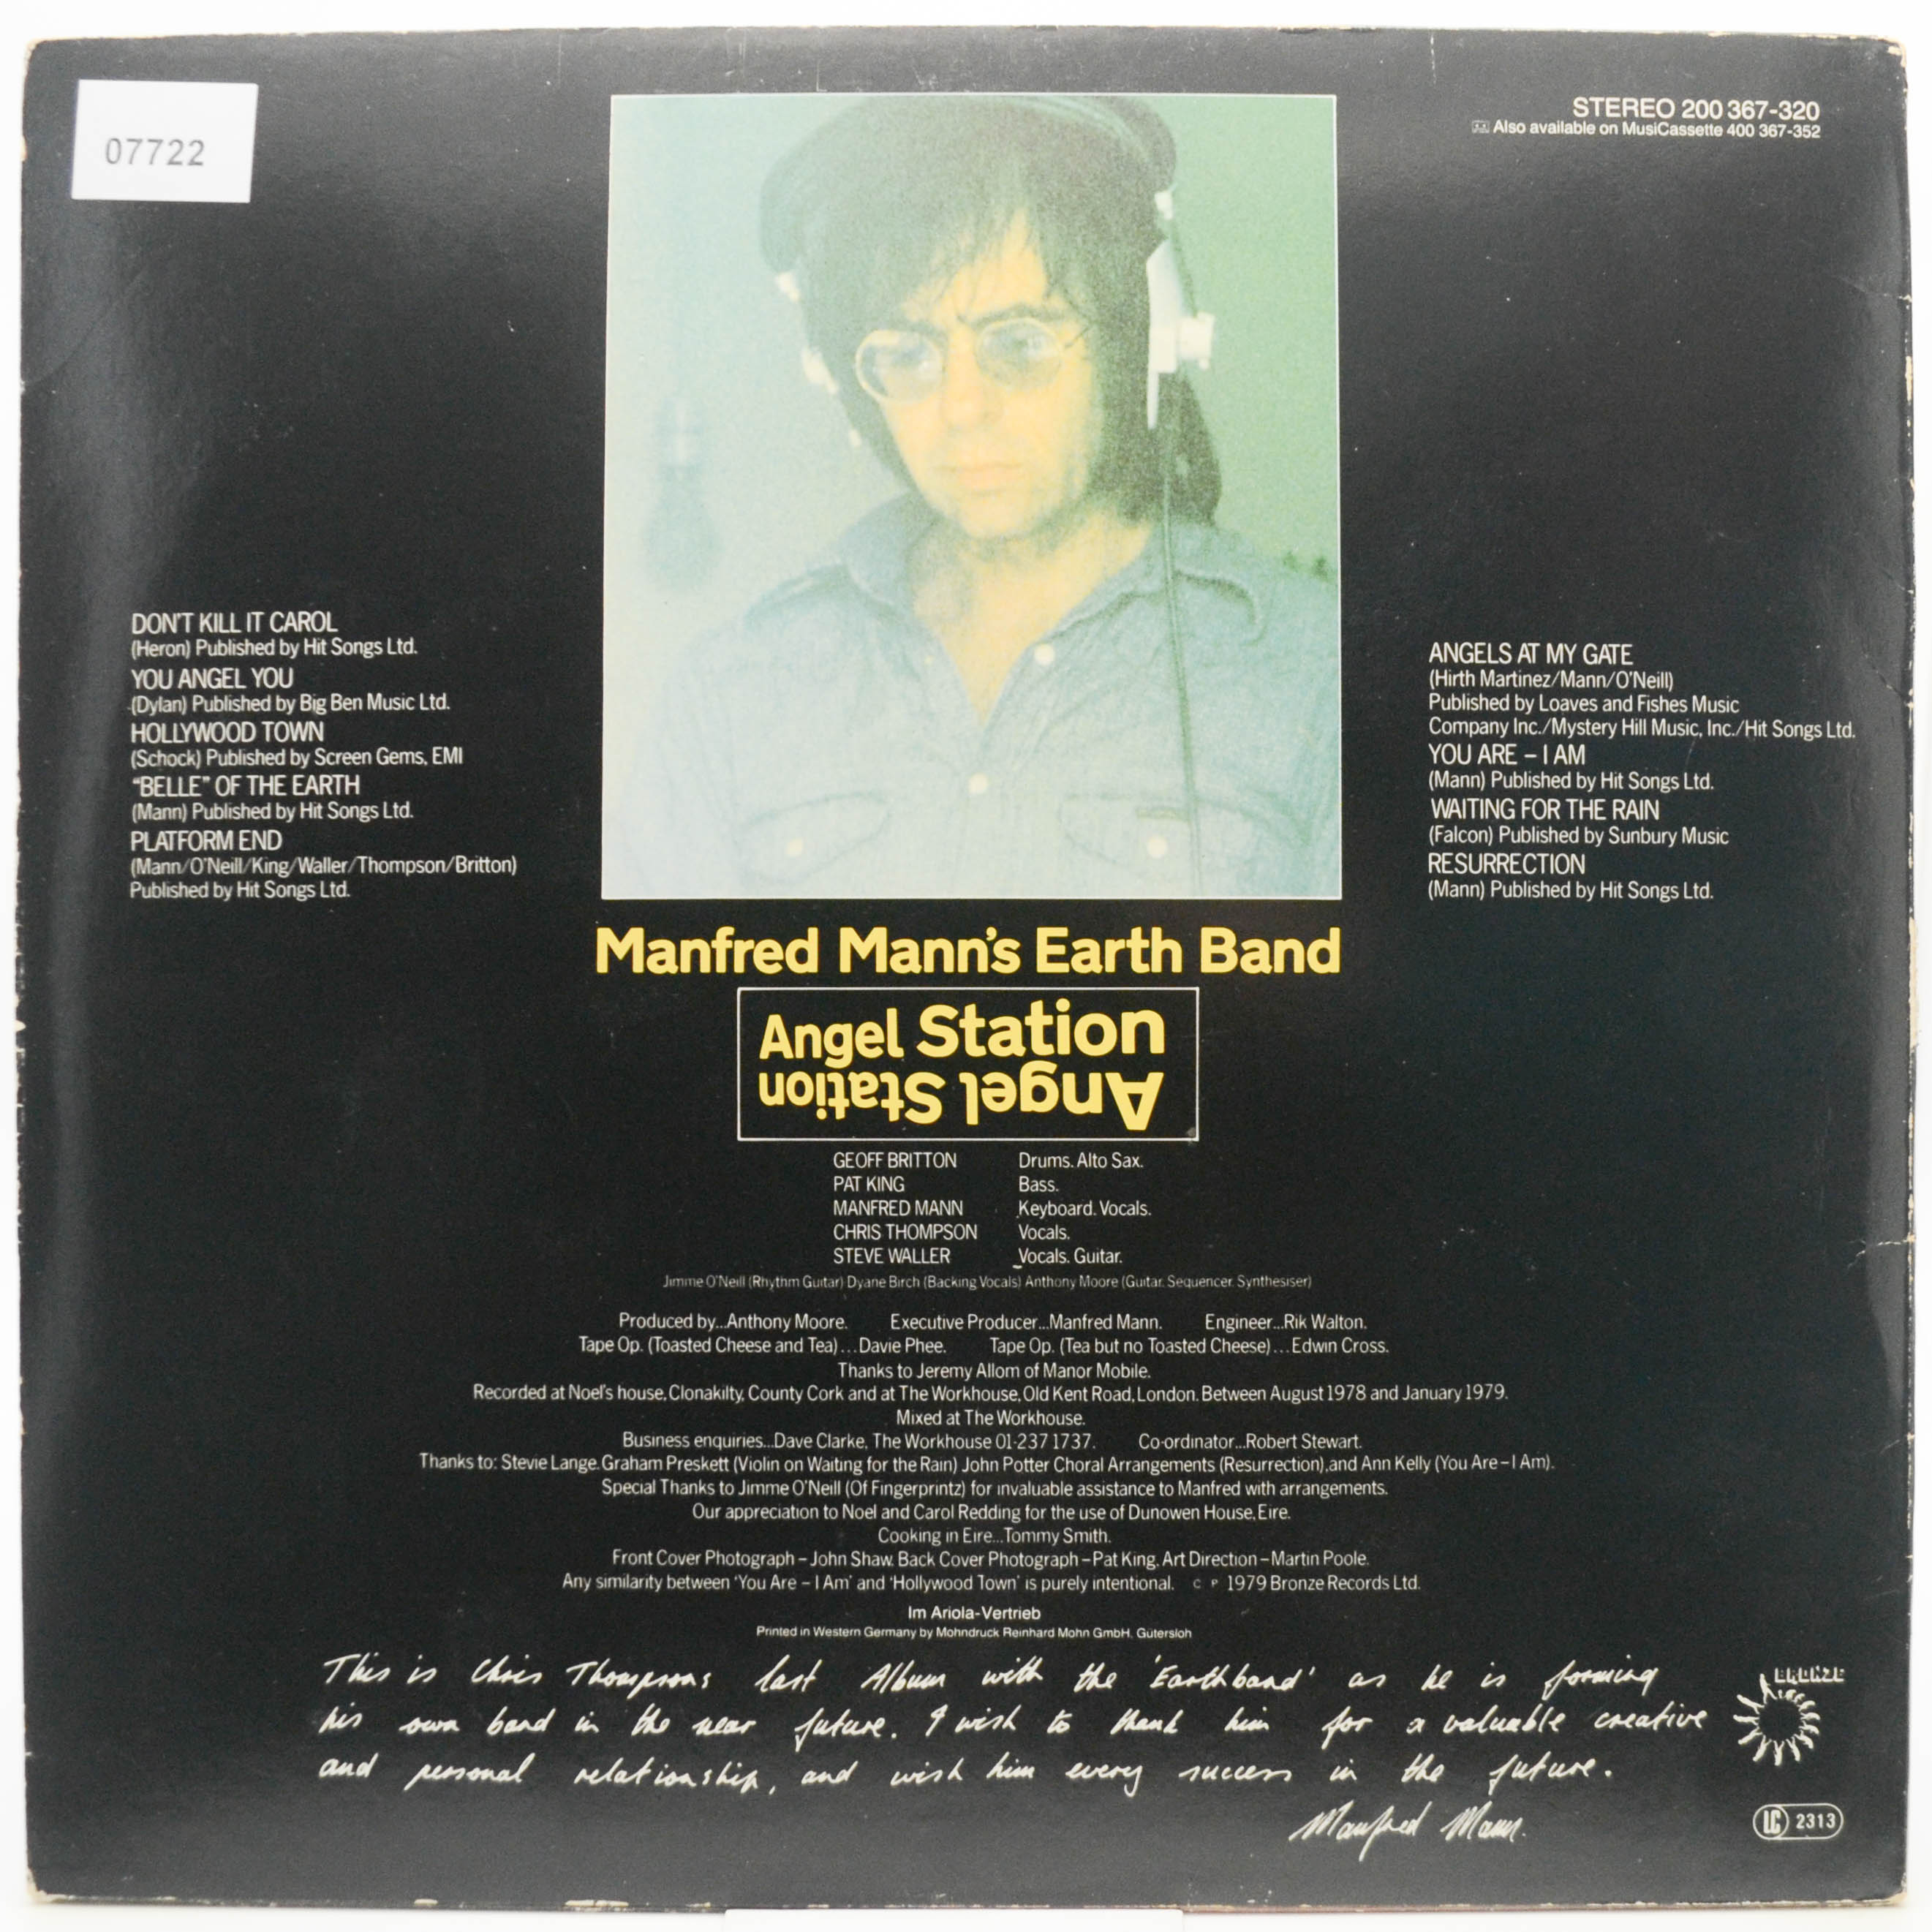 07722
STEREO 200 367-320
Also available on MusiCassette 400 367-352
DON'T KILL IT CAROL
(Heron) Published by Hit Songs Ltd.
YOU ANGEL YOU
(Dylan) Published by Big Ben Music Ltd.
HOLLYWOOD TOWN
(Schock) Published by Screen Gems, EMI
“BELLE” OF THE EARTH
(Mann) Published by Hit Songs Ltd.
PLATFORM END
(Mann/O'Neill/King/Waller/Thompson/Britton)
Published by Hit Songs Ltd.
ANGELS AT MY GATE
(Hirth Martinez/Mann/O'Neill)
Published by Loaves and Fishes Music
Company Inc./Mystery Hill Music, Inc./Hit Songs Ltd.
YOU ARE – I AM
(Mann) Published by Hit Songs Ltd.
WAITING FOR THE RAIN
(Falcon) Published by Sunbury Music
RESURRECTION
(Mann) Published by Hit Songs Ltd.
Manfred Mann's Earth Band
Angel Station
Angel Station
GEOFF BRITTON Drums. Alto Sax.
PAT KING Bass.
MANFRED MANN Keyboard. Vocals.
CHRIS THOMPSON Vocals.
STEVE WALLER Vocals. Guitar.
Jimme O'Neill (Rhythm Guitar) Dyane Birch (Backing Vocals) Anthony Moore (Guitar. Sequencer. Synthesiser)
Produced by...Anthony Moore. Executive Producer...Manfred Mann. Engineer...Rik Walton.
Tape Op. (Toasted Cheese and Tea)...Davie Phee. Tape Op. (Tea but no Toasted Cheese)...Edwin Cross.
Thanks to Jeremy Allom of Manor Mobile.
Recorded at Noel's house, Clonakilty, County Cork and at The Workhouse, Old Kent Road, London. Between August 1978 and January 1979.
Mixed at The Workhouse.
Business enquiries...Dave Clarke, The Workhouse 01-237 1737. Co-ordinator...Robert Stewart.
Thanks to: Stevie Lange. Graham Preskett (Violin on Waiting for the Rain) John Potter Choral Arrangements (Resurrection), and Ann Kelly (You Are – I Am).
Special Thanks to Jimme O'Neill (Of Fingerprintz) for invaluable assistance to Manfred with arrangements.
Our appreciation to Noel and Carol Redding for the use of Dunowen House, Eire.
Cooking in Eire...Tommy Smith.
Front Cover Photograph – John Shaw. Back Cover Photograph – Pat King. Art Direction – Martin Poole.
Any similarity between 'You Are – I Am' and 'Hollywood Town' is purely intentional. C P 1979 Bronze Records Ltd.
Im Ariola-Vertrieb
Printed in Western Germany by Mohndruck Reinhard Mohn GmbH, Gütersloh
This is Chris Thompsons last Album with the 'Earthband' as he is forming
his own band in the near future. I wish to thank him for a valuable creative
and personal relationship, and wish him every success in the future.
Manfred Mann.
BRONZE
LC 2313